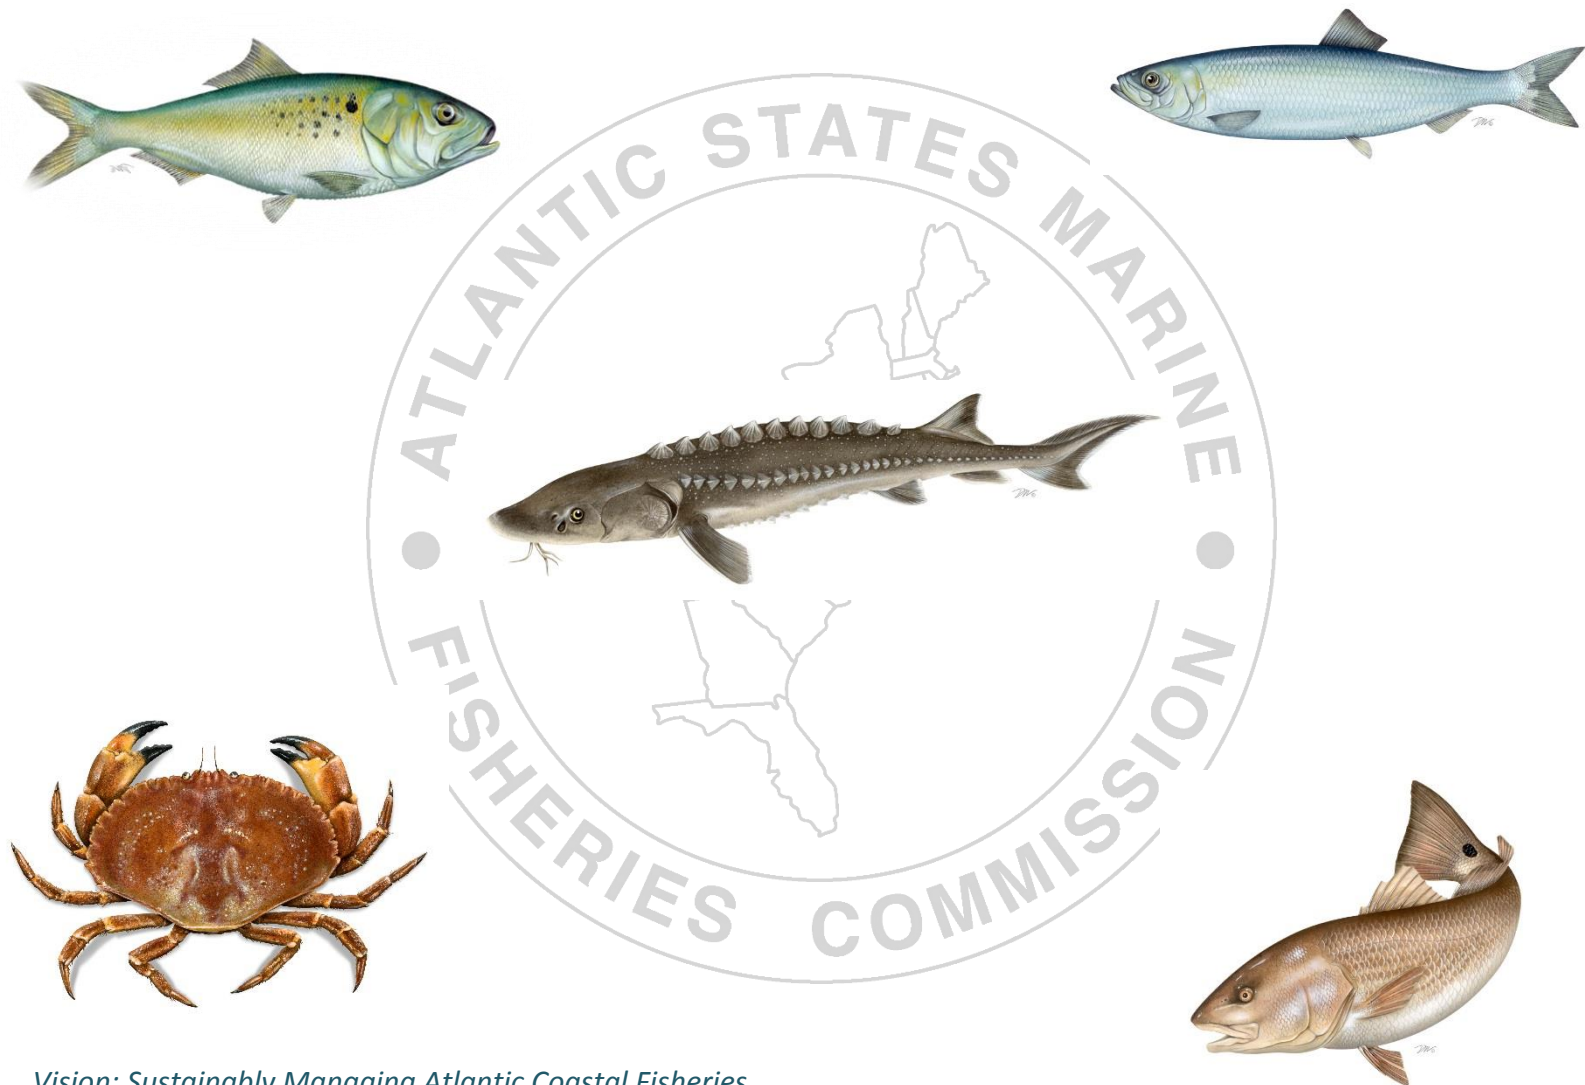 ATLANTIC STATES MARINE
FISHERIES COMMISSION
Vision: Sustainably Managing Atlantic Coastal Fisheries